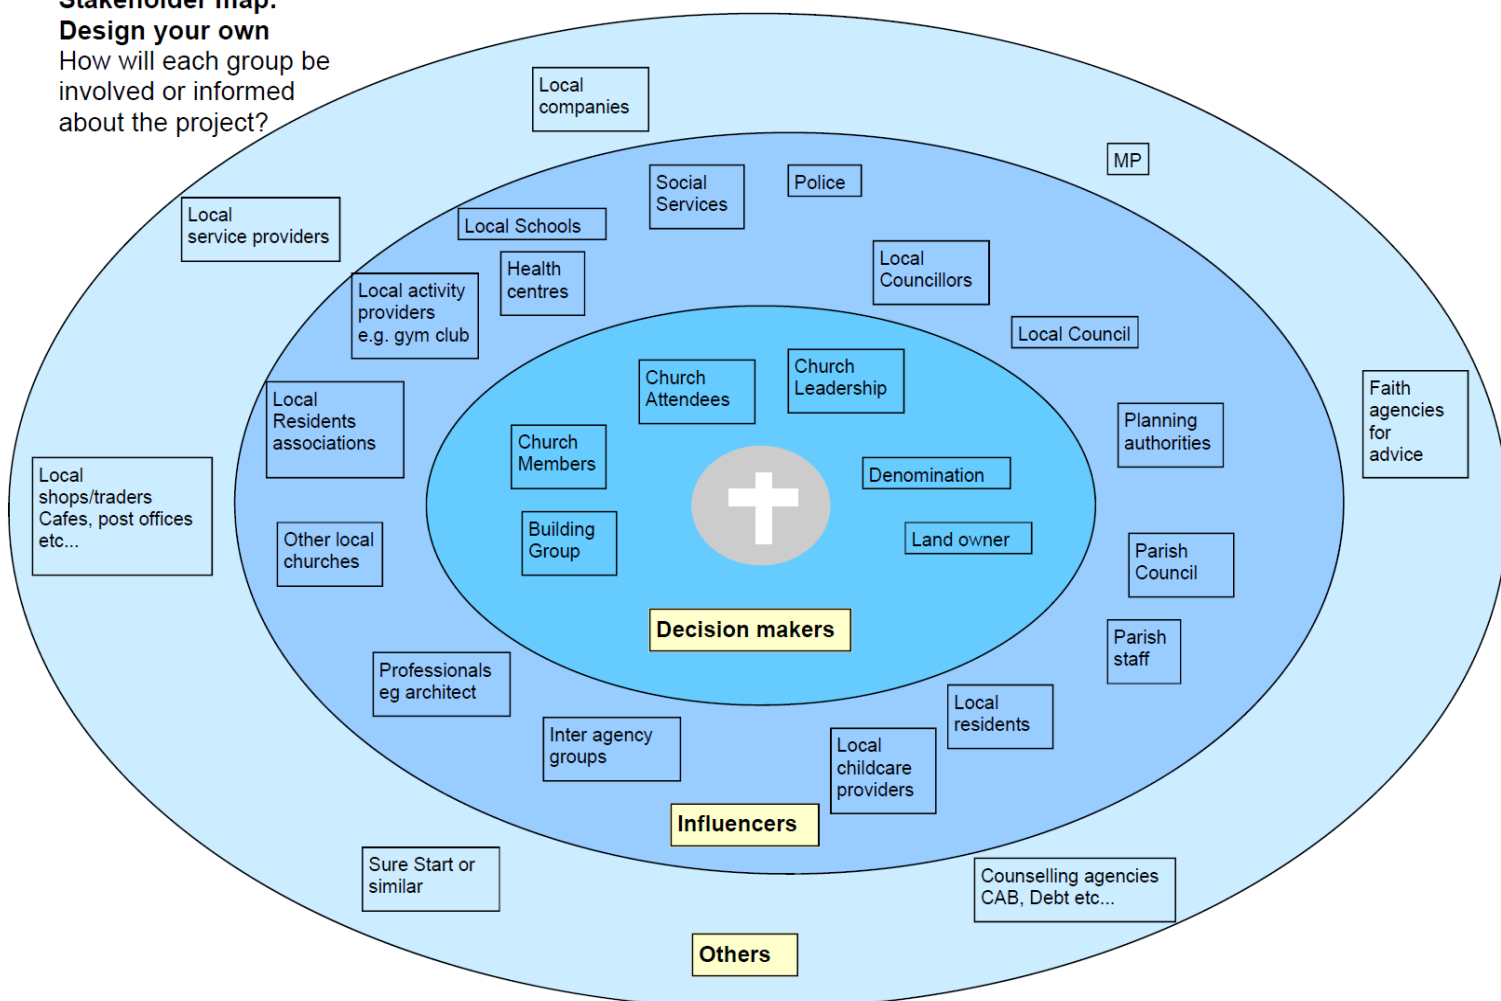 Stakeholder map:
Design your own
How will each group be
involved or informed
about the project?
Local
companies
MP
Social
Services
Police
Local
service providers
Local Schools
Health
centres
Local
Councillors
Local activity
providers
e.g. gym club
Local Council
Church
Attendees
Church
Leadership
Local
Residents
associations
Faith
agencies
for
advice
Planning
authorities
Church
Members
Denomination
Local
shops/traders
Cafes, post offices
etc...
Building
Group
Land owner
Other local
churches
Parish
Council
Decision makers
Parish
staff
Professionals
eg architect
Local
residents
Inter agency
groups
Local
childcare
providers
Influencers
Sure Start or
similar
Counselling agencies
CAB, Debt etc...
Others